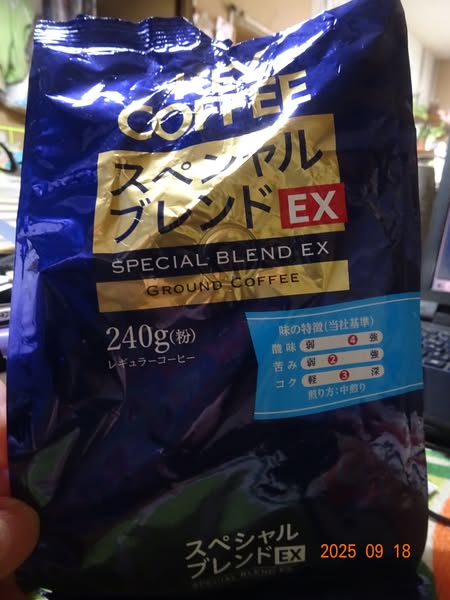 KEY
COFFEE
スペシャル
ブレンド EX
SPECIAL BLEND EX
GROUND COFFEE
240g(粉)
レギュラーコーヒー
味の特徴(当社基準)
酸味 弱 4 強
苦み 弱 2 強
コク 軽 3 深
煎り方:中煎り
スペシャル
ブレンド EX
SPECIAL BLEND EX
2025 09 18